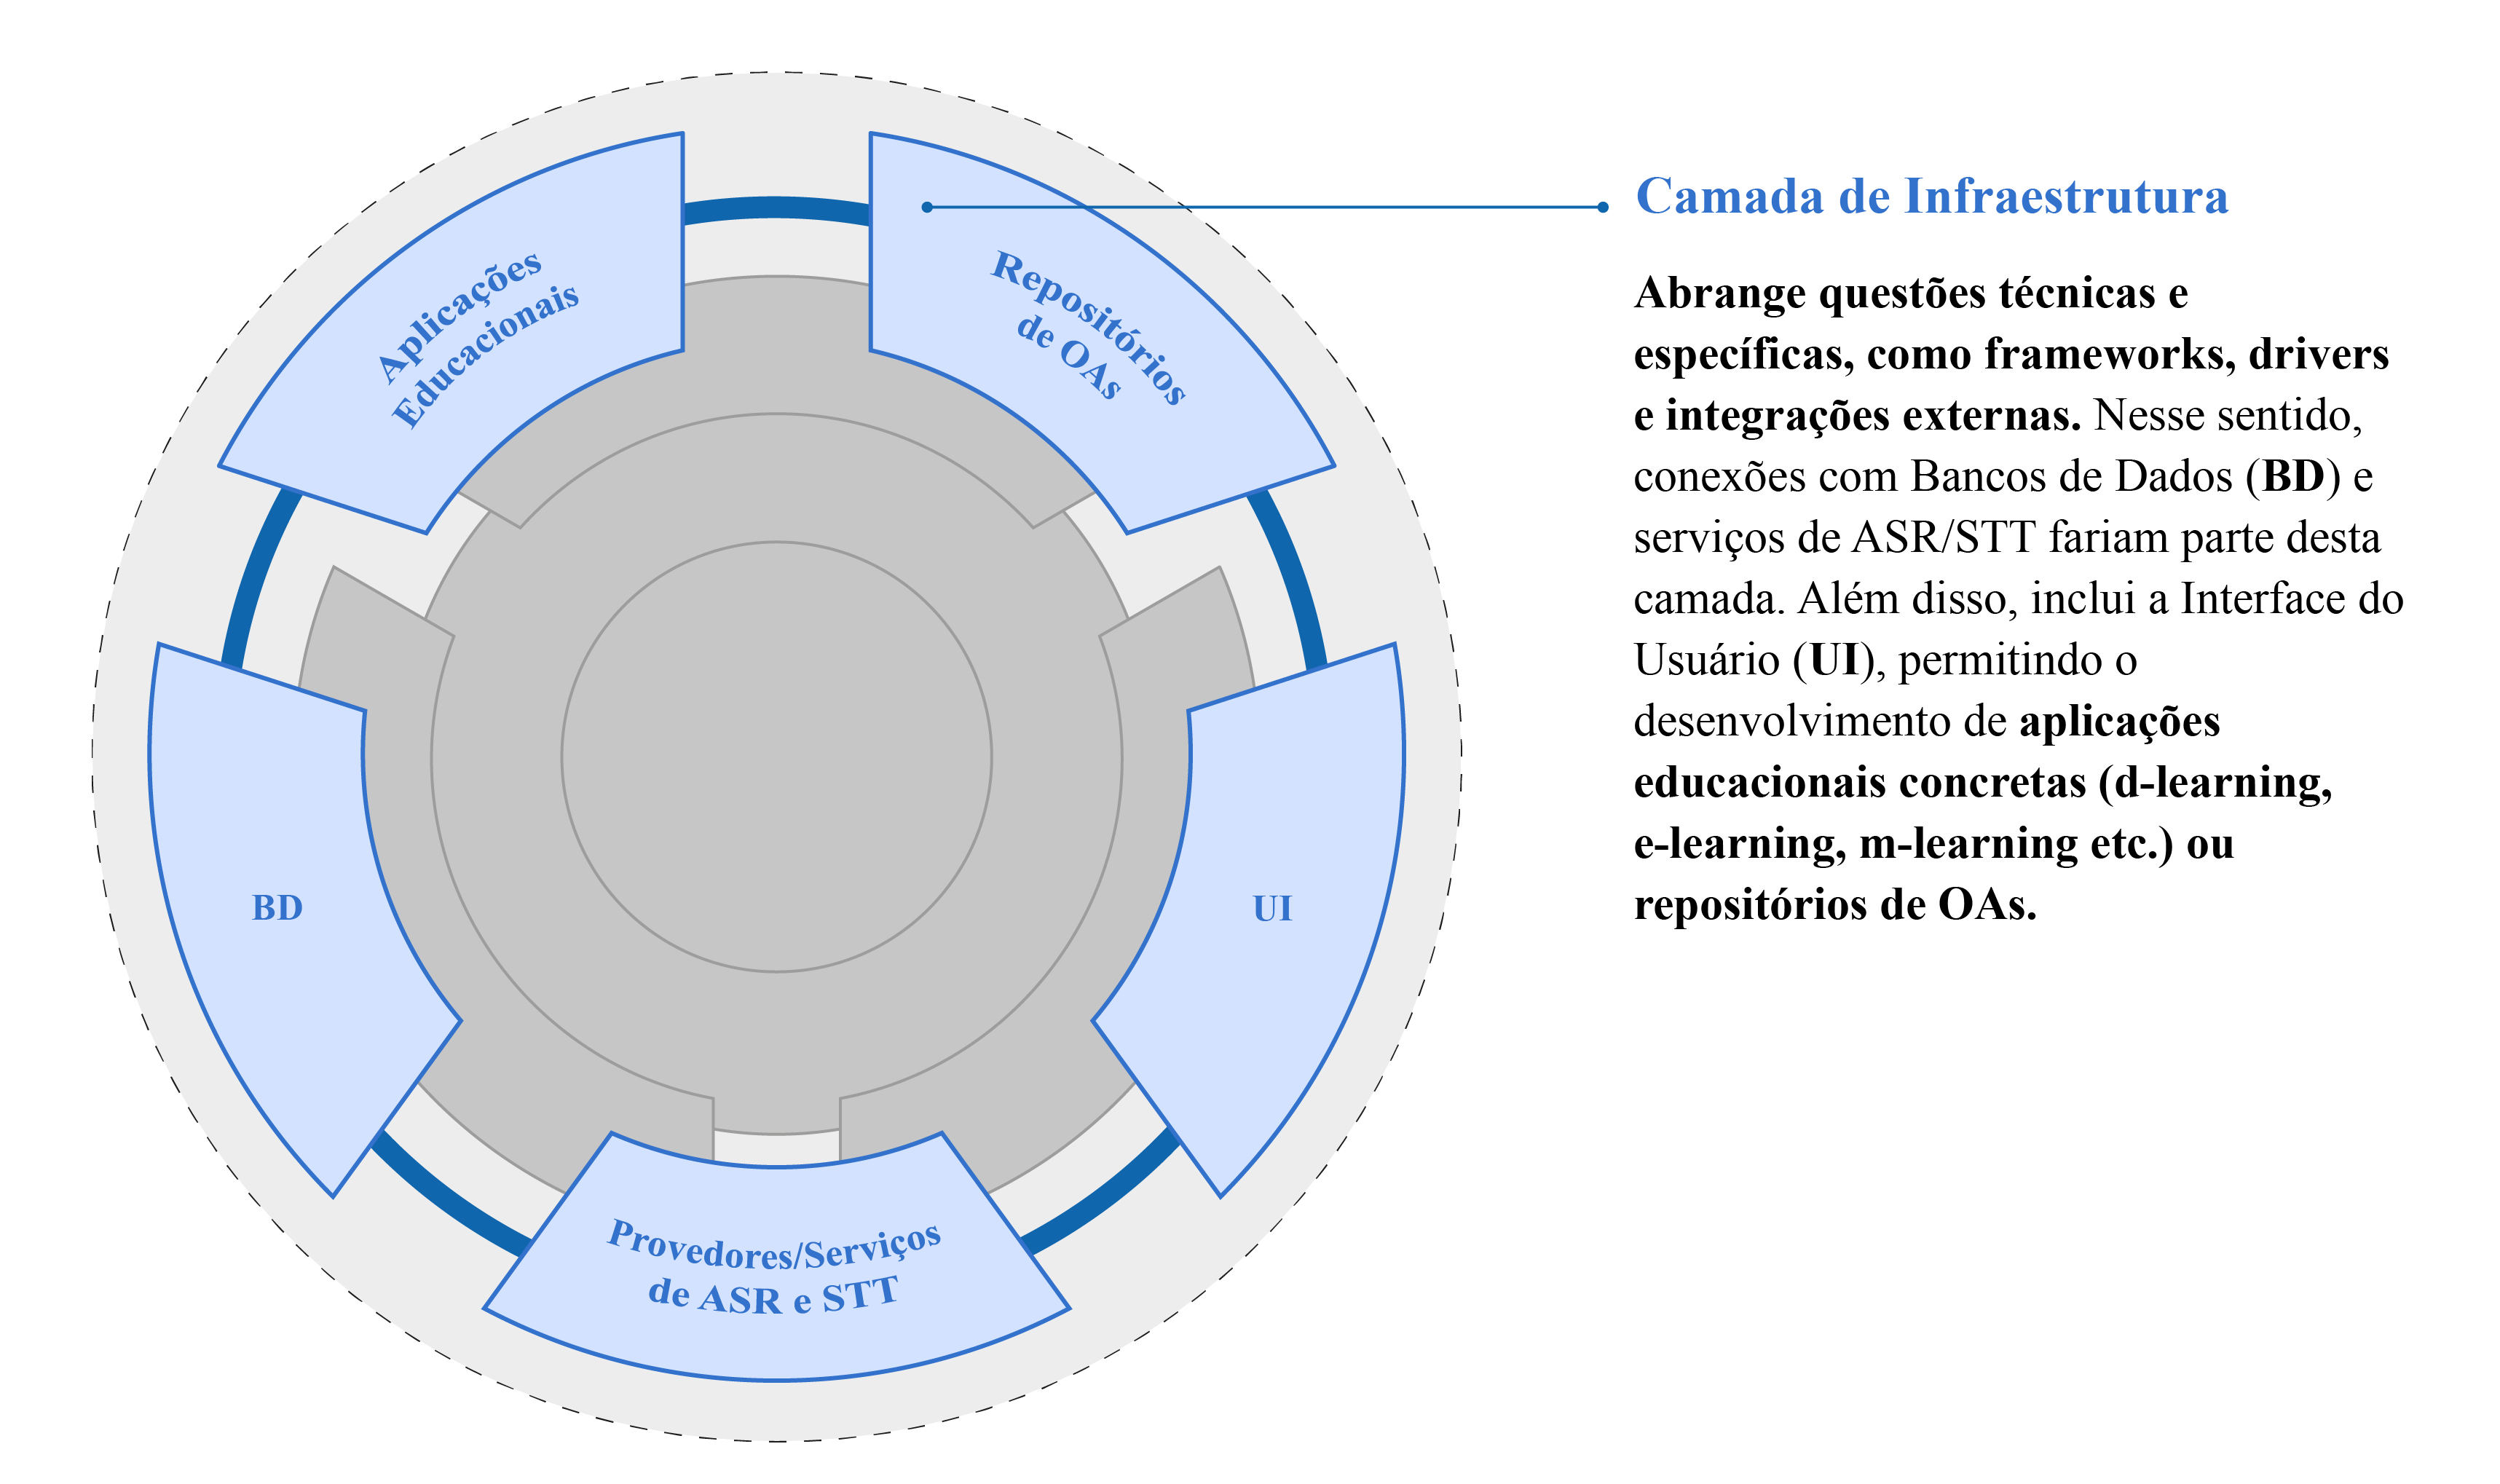 Aplicações
Educacionais
Repositórios
de OAs
BD
UI
Provedores/Serviços
de ASR e STT
Camada de Infraestrutura
Abrange questões técnicas e
específicas, como frameworks, drivers
e integrações externas. Nesse sentido,
conexões com Bancos de Dados (BD) e
serviços de ASR/STT fariam parte desta
camada. Além disso, inclui a Interface do
Usuário (UI), permitindo o
desenvolvimento de aplicações
educacionais concretas (d-learning,
e-learning, m-learning etc.) ou
repositórios de OAs.